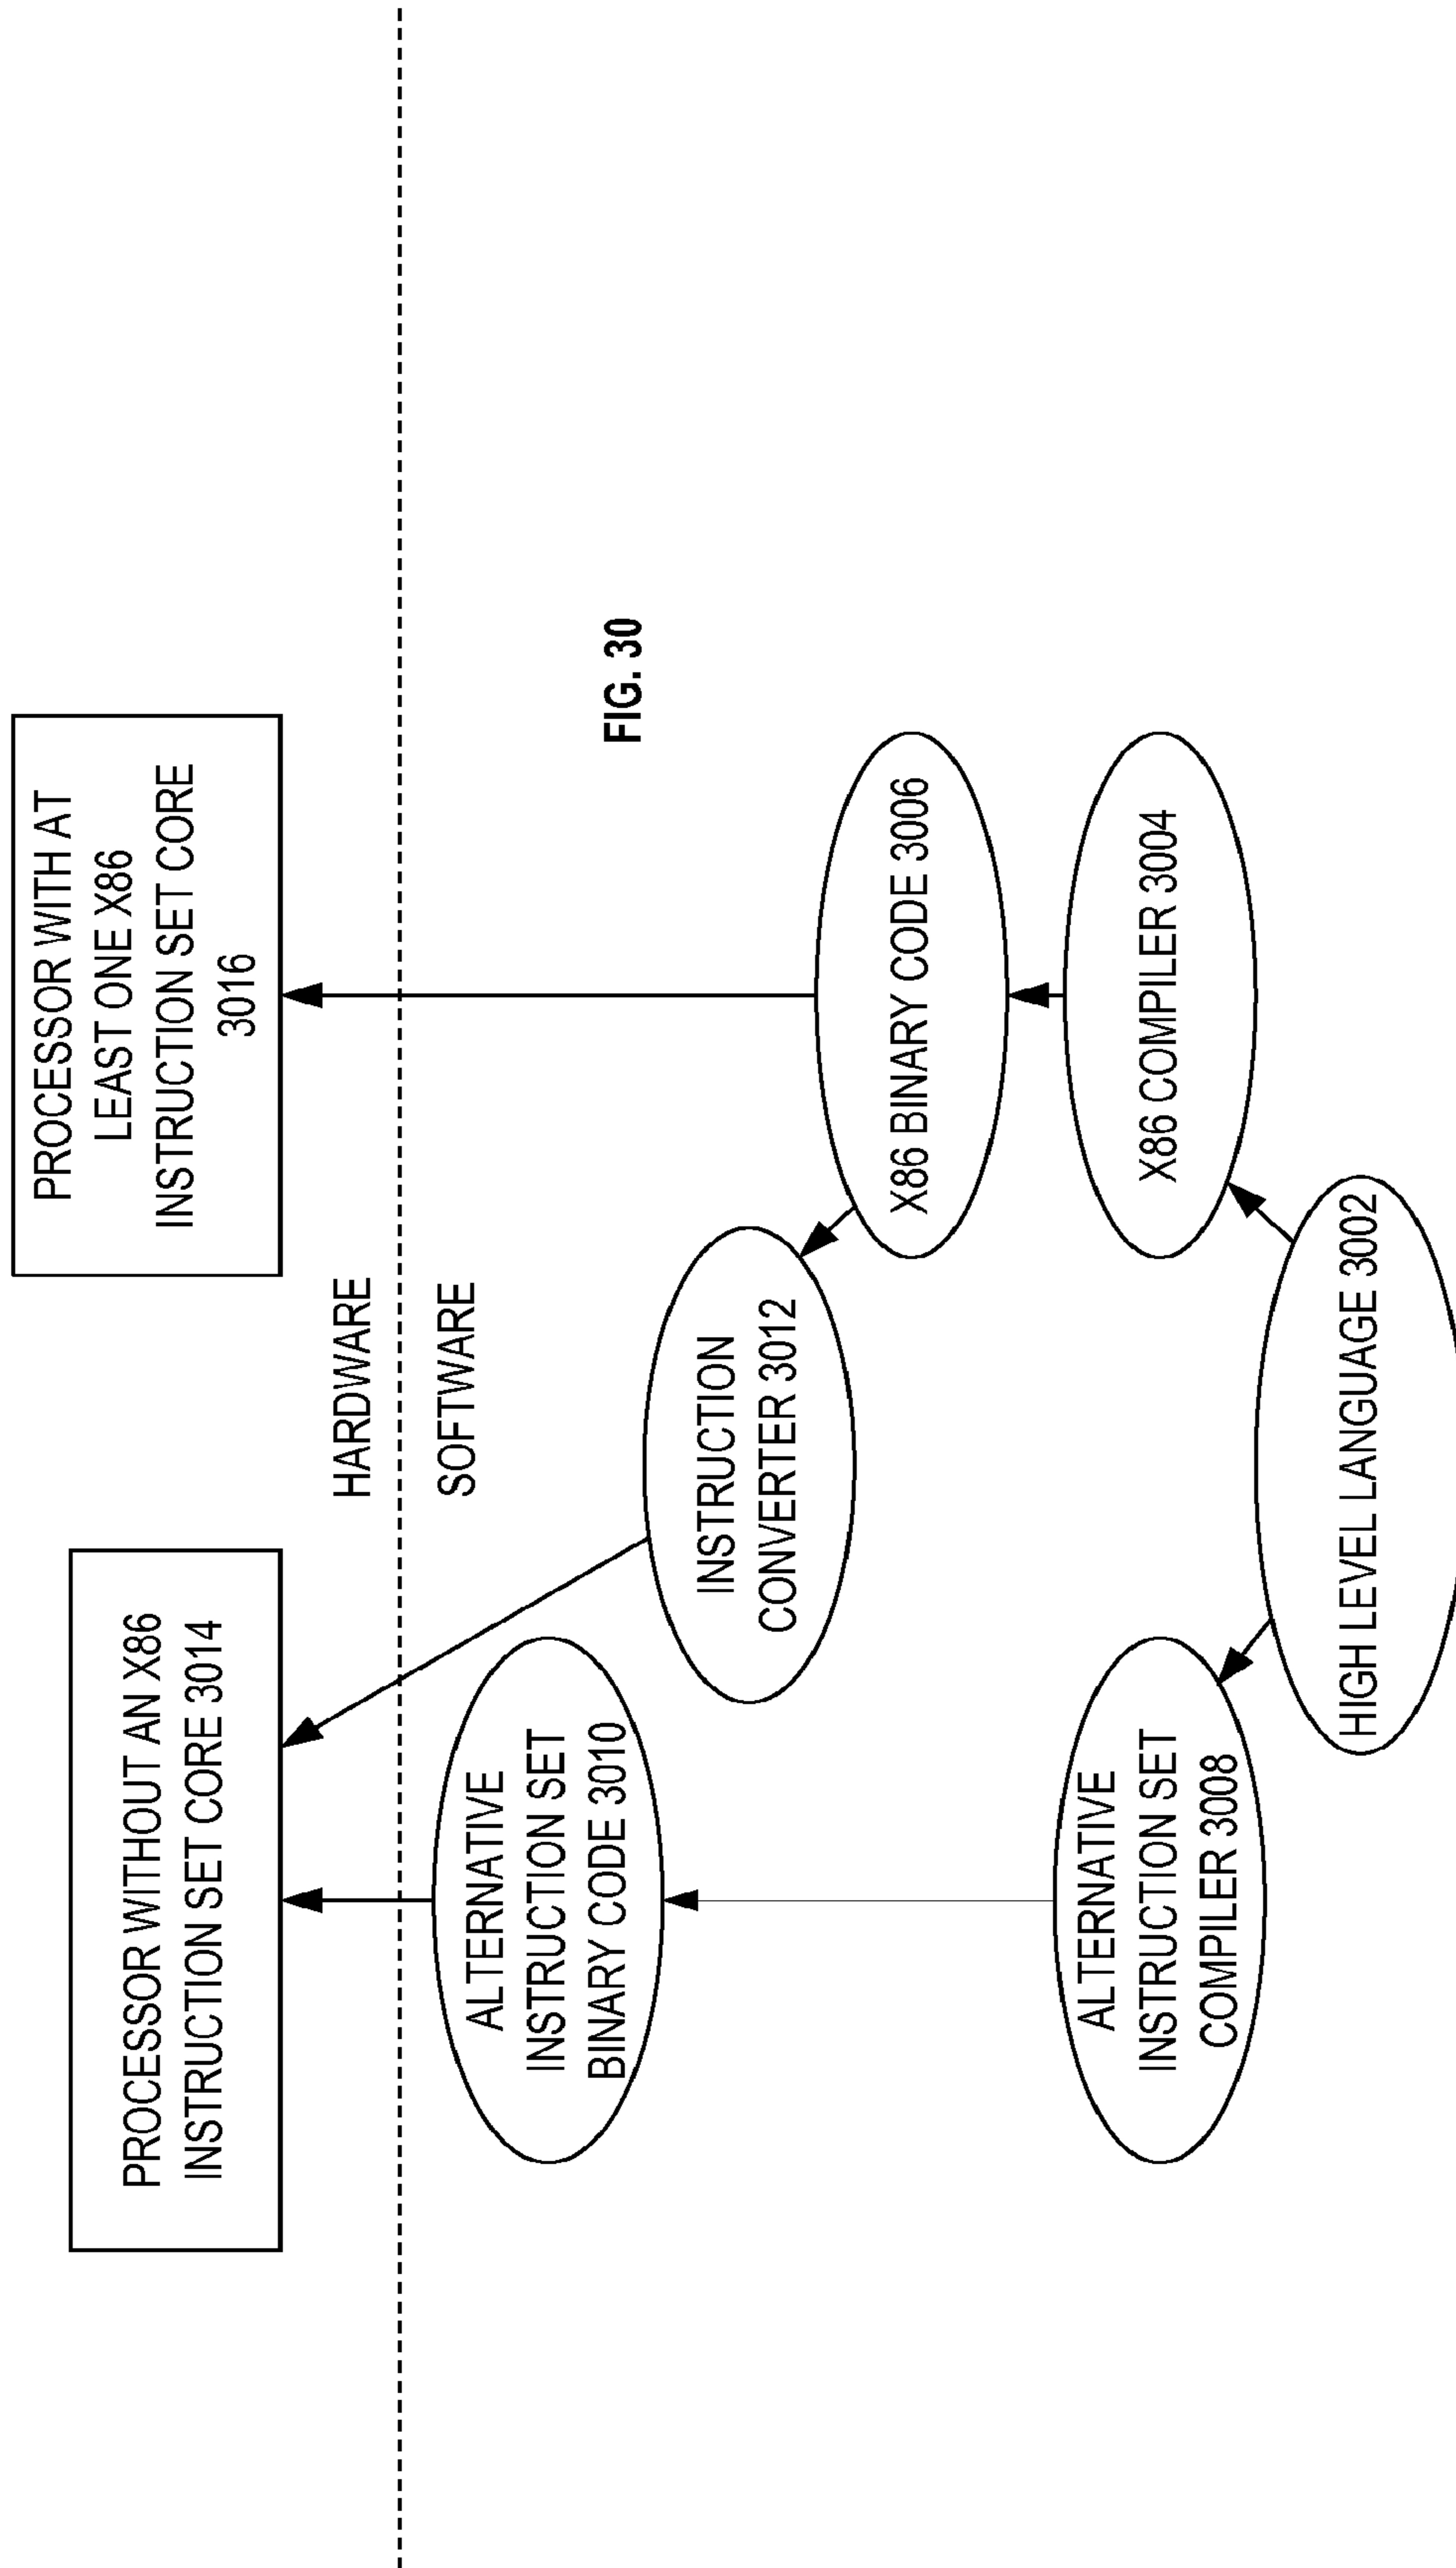 PROCESSOR WITHOUT AN X86
INSTRUCTION SET CORE 3014
PROCESSOR WITH AT
LEAST ONE X86
INSTRUCTION SET CORE
3016
HARDWARE
SOFTWARE
ALTERNATIVE
INSTRUCTION SET
BINARY CODE 3010
INSTRUCTION
CONVERTER 3012
FIG. 30
X86 BINARY CODE 3006
ALTERNATIVE
INSTRUCTION SET
COMPILER 3008
X86 COMPILER 3004
HIGH LEVEL LANGUAGE 3002